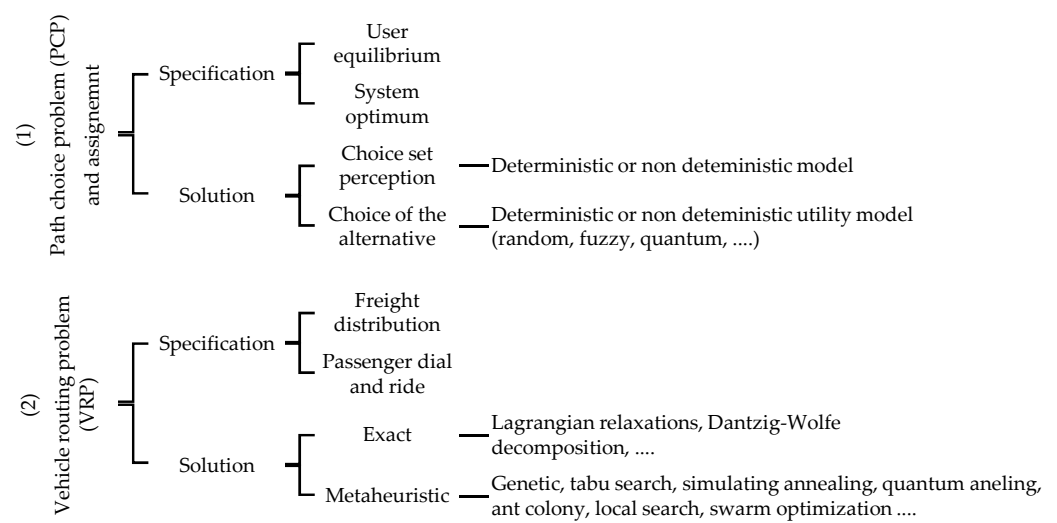 (1)
Path choice problem (PCP)
and assignemnt
Specification
User
equilibrium
System
optimum
Solution
Choice set
perception
Deterministic or non deteministic model
Choice of the
alternative
Deterministic or non deteministic utility model
(random, fuzzy, quantum, ....)
(2)
Vehicle routing problem
(VRP)
Specification
Freight
distribution
Passenger dial
and ride
Solution
Exact
Lagrangian relaxations, Dantzig-Wolfe
decomposition, ....
Metaheuristic
Genetic, tabu search, simulating annealing, quantum aneling,
ant colony, local search, swarm optimization ....